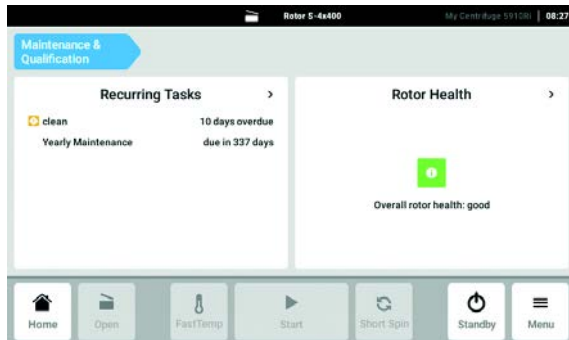 Rotor S-4x400
My Centrifuge 5910Ri
08:27
Maintenance &
Qualification
Recurring Tasks
Rotor Health
clean 10 days overdue
Yearly Maintenance due in 337 days
Overall rotor health: good
Home
Open
FastTemp
Start
Short Spin
Standby
Menu